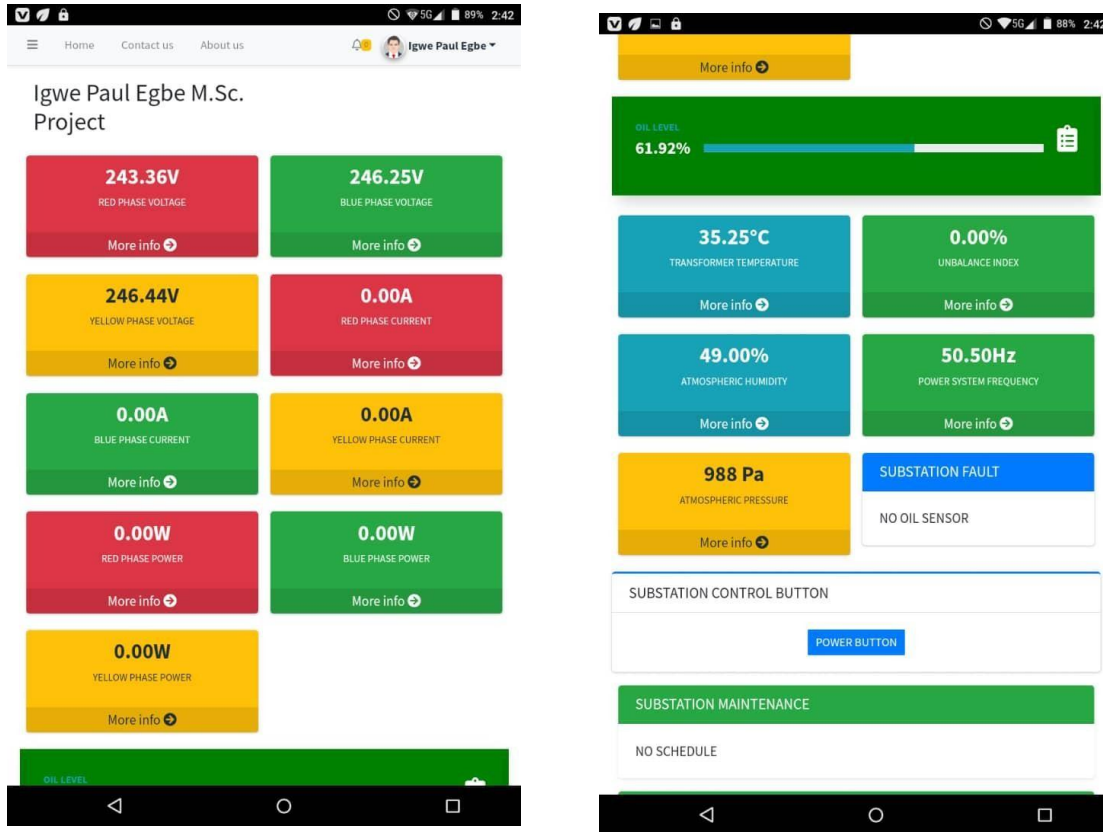 5G 89% 2:42
Home Contact us About us Igwe Paul Egbe
Igwe Paul Egbe M.Sc.
Project
243.36V
RED PHASE VOLTAGE
More info
246.25V
BLUE PHASE VOLTAGE
More info
246.44V
YELLOW PHASE VOLTAGE
More info
0.00A
RED PHASE CURRENT
More info
0.00A
BLUE PHASE CURRENT
More info
0.00A
YELLOW PHASE CURRENT
More info
0.00W
RED PHASE POWER
More info
0.00W
BLUE PHASE POWER
More info
0.00W
YELLOW PHASE POWER
More info
OIL LEVEL
5G 88% 2:42
More info
OIL LEVEL
61.92%
35.25°C
TRANSFORMER TEMPERATURE
More info
0.00%
UNBALANCE INDEX
More info
49.00%
ATMOSPHERIC HUMIDITY
More info
50.50Hz
POWER SYSTEM FREQUENCY
More info
988 Pa
ATMOSPHERIC PRESSURE
More info
SUBSTATION FAULT
NO OIL SENSOR
SUBSTATION CONTROL BUTTON
POWER BUTTON
SUBSTATION MAINTENANCE
NO SCHEDULE